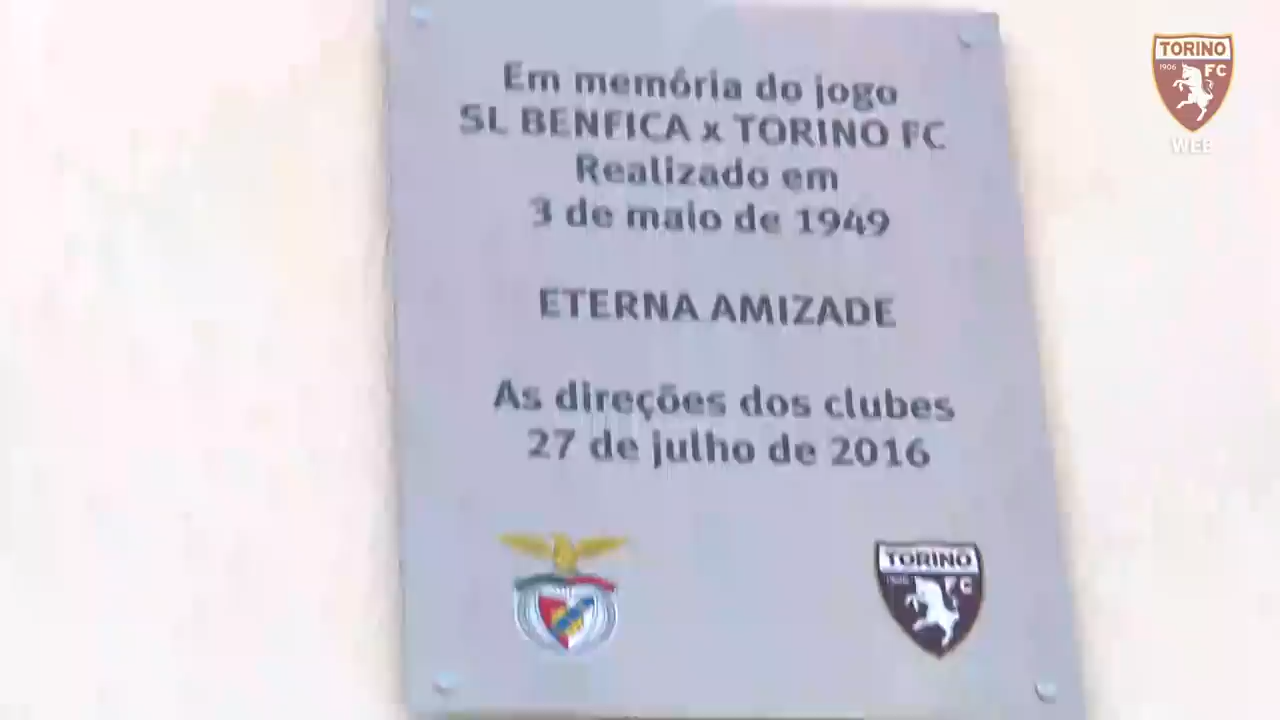 Em memória do jogo
SL BENFICA x TORINO FC
Realizado em
3 de maio de 1949
ETERNA AMIZADE
As direções dos clubes
27 de julho de 2016
TORINO
1906 FC
TORINO
1906 FC
WEB